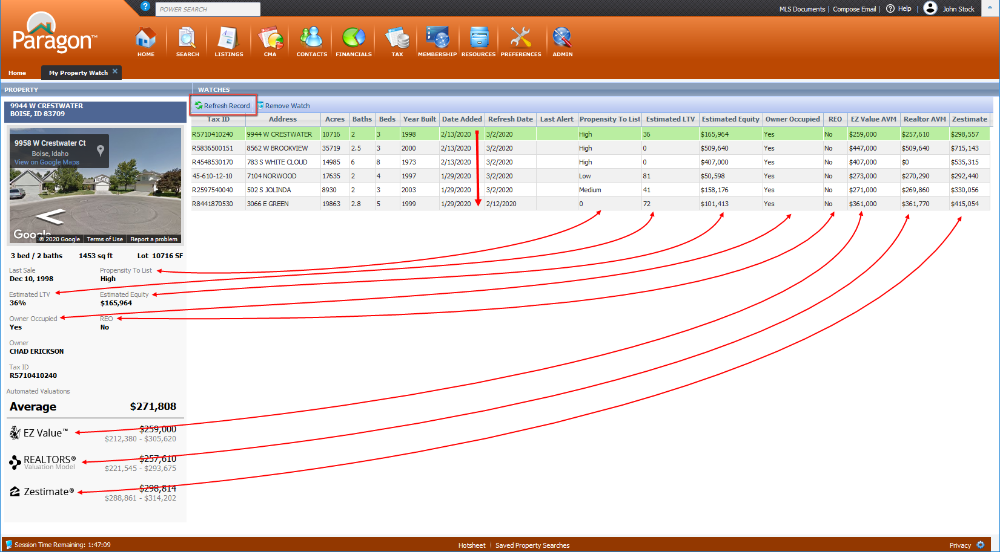 POWER SEARCH
MLS Documents | Compose Email | Help | John Stock
Paragon™
HOME SEARCH LISTINGS CMA CONTACTS FINANCIALS TAX MEMBERSHIP RESOURCES PREFERENCES ADMIN
Home My Property Watch
PROPERTY WATCHES
9944 W CRESTWATER
BOISE, ID 83709
Refresh Record Remove Watch
Tax ID Address Acres Baths Beds Year Built Date Added Refresh Date Last Alert Propensity To List Estimated LTV Estimated Equity Owner Occupied REO EZ Value AVM Realtor AVM Zestimate
R5710410240 9944 W CRESTWATER 10716 2 3 1998 2/13/2020 3/2/2020 High 36 $165,964 Yes No $259,000 $257,610 $298,557
R5836500151 8562 W BROOKVIEW 35719 2.5 3 2000 2/13/2020 3/2/2020 High 0 $509,640 Yes No $447,000 $509,640 $715,143
R4548530170 783 S WHITE CLOUD 14985 6 8 1973 2/13/2020 3/2/2020 High 0 $407,000 Yes No $407,000 $0 $535,315
45-610-12-10 7104 NORWOOD 17635 2 4 1997 1/29/2020 3/2/2020 Low 81 $50,598 Yes No $273,000 $270,290 $292,440
R2597540040 502 S JOLINDA 8930 2 3 2003 1/29/2020 3/2/2020 Medium 41 $158,176 Yes No $271,000 $269,860 $330,056
R8441870530 3066 E GREEN 19863 2.8 5 1999 1/29/2020 2/12/2020 0 72 $101,413 Yes No $361,000 $361,770 $415,054
9958 W Crestwater Ct
Boise, Idaho
View on Google Maps
Google
© 2020 Google Terms of Use Report a problem
3 bed / 2 baths 1453 sq ft Lot 10716 SF
Last Sale Propensity To List
Dec 10, 1998 High
Estimated LTV Estimated Equity
36% $165,964
Owner Occupied REO
Yes No
Owner
CHAD ERICKSON
Tax ID
R5710410240
Automated Valuations
Average $271,808
EZ Value™ $259,000
$212,380 - $305,620
REALTORS® $257,610
Valuation Model $221,545 - $293,675
Zestimate® $298,814
$288,861 - $314,202
Session Time Remaining: 1:47:09 Hotsheet | Saved Property Searches Privacy